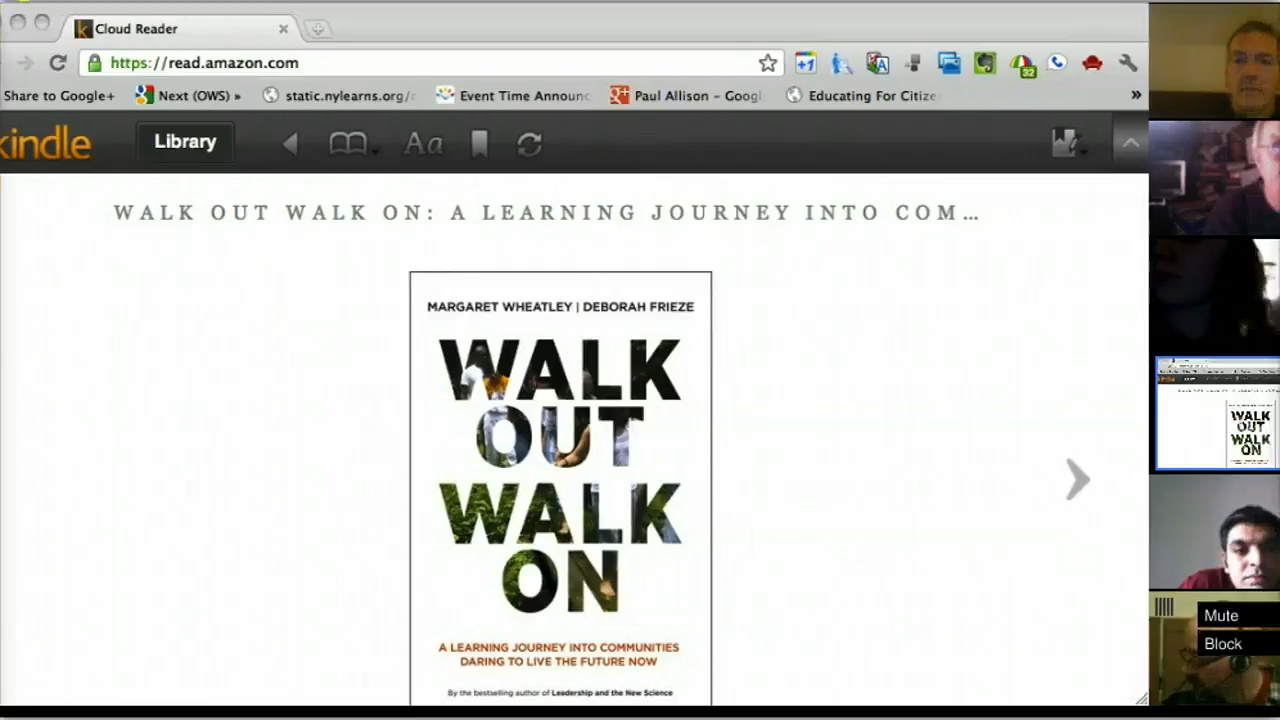 Cloud Reader
https://read.amazon.com
+1
32
Share to Google+
Next (OWS) »
static.nylearns.org/
Event Time Announc
Paul Allison – Googl
Educating For Citize
»
kindle
Library
Aa
WALK OUT WALK ON: A LEARNING JOURNEY INTO COM…
MARGARET WHEATLEY | DEBORAH FRIEZE
WALK
OUT
WALK
ON
A LEARNING JOURNEY INTO COMMUNITIES
DARING TO LIVE THE FUTURE NOW
By the bestselling author of Leadership and the New Science
WALK
OUT
WALK
ON
Mute
Block